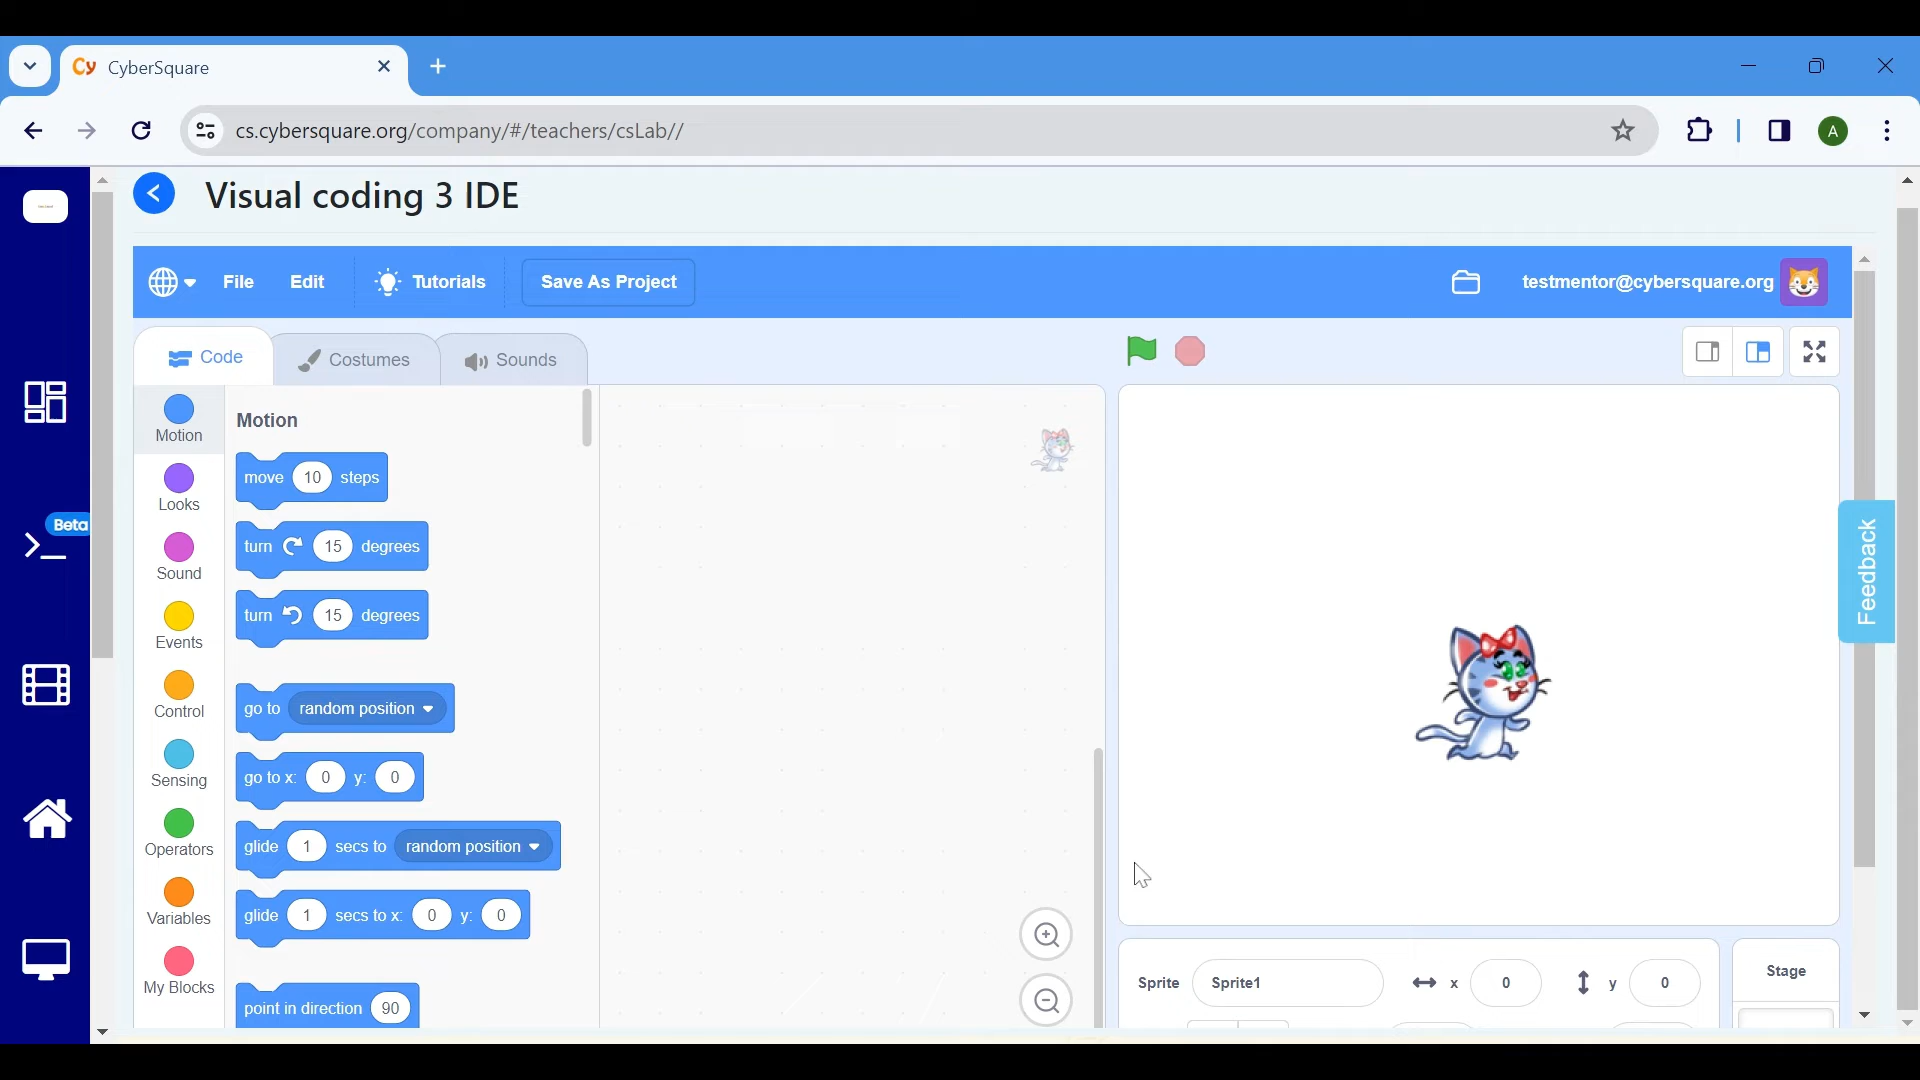 Cy CyberSquare
cs.cybersquare.org/company/#/teachers/csLab//
A
Visual coding 3 IDE
File Edit Tutorials Save As Project testmentor@cybersquare.org
Code Costumes Sounds
Motion
Looks
Sound
Events
Control
Sensing
Operators
Variables
My Blocks
Beta
Motion
move 10 steps
turn 15 degrees
turn 15 degrees
go to random position
go to x: 0 y: 0
glide 1 secs to random position
glide 1 secs to x: 0 y: 0
point in direction 90
Feedback
Sprite Sprite1 x 0 y 0
Stage